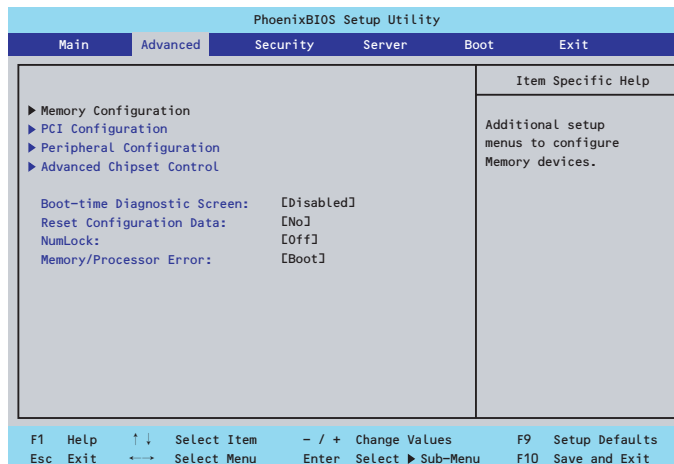 PhoenixBIOS Setup Utility
Main Advanced Security Server Boot Exit
Item Specific Help
▶ Memory Configuration
▶ PCI Configuration
▶ Peripheral Configuration
▶ Advanced Chipset Control
Boot-time Diagnostic Screen: [Disabled]
Reset Configuration Data: [No]
NumLock: [Off]
Memory/Processor Error: [Boot]
Additional setup
menus to configure
Memory devices.
F1 Help ↑↓ Select Item - / + Change Values F9 Setup Defaults
Esc Exit ←→ Select Menu Enter Select ▶ Sub-Menu F10 Save and Exit